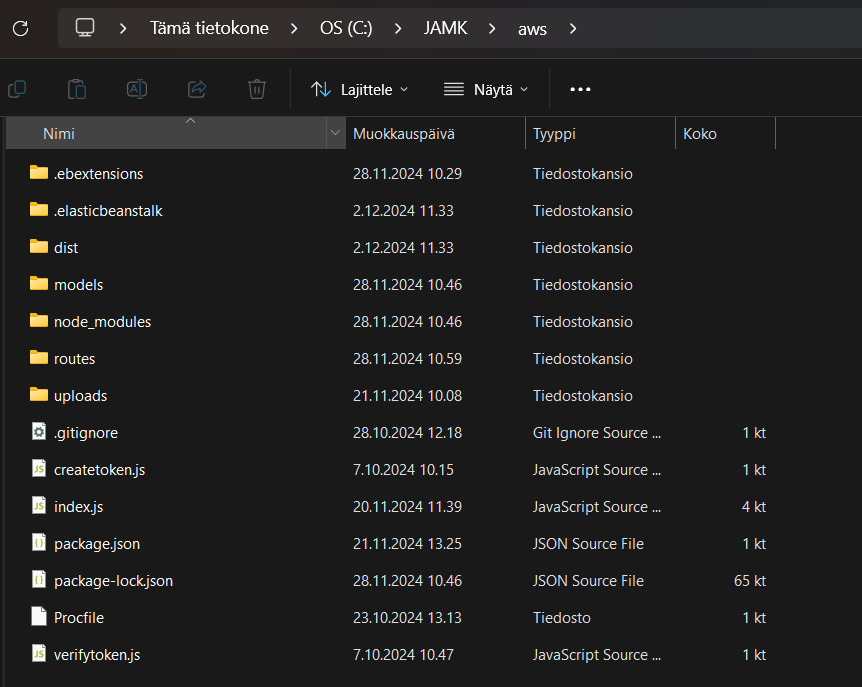 Tämä tietokone OS (C:) JAMK aws
Lajittele Näytä
Nimi Muokkauspäivä Tyyppi Koko
.ebextensions 28.11.2024 10.29 Tiedostokansio
.elasticbeanstalk 2.12.2024 11.33 Tiedostokansio
dist 2.12.2024 11.33 Tiedostokansio
models 28.11.2024 10.46 Tiedostokansio
node_modules 28.11.2024 10.46 Tiedostokansio
routes 28.11.2024 10.59 Tiedostokansio
uploads 21.11.2024 10.08 Tiedostokansio
.gitignore 28.10.2024 12.18 Git Ignore Source ... 1 kt
createtoken.js 7.10.2024 10.15 JavaScript Source ... 1 kt
index.js 20.11.2024 11.39 JavaScript Source ... 4 kt
package.json 21.11.2024 13.25 JSON Source File 1 kt
package-lock.json 28.11.2024 10.46 JSON Source File 65 kt
Procfile 23.10.2024 13.13 Tiedosto 1 kt
verifytoken.js 7.10.2024 10.47 JavaScript Source ... 1 kt